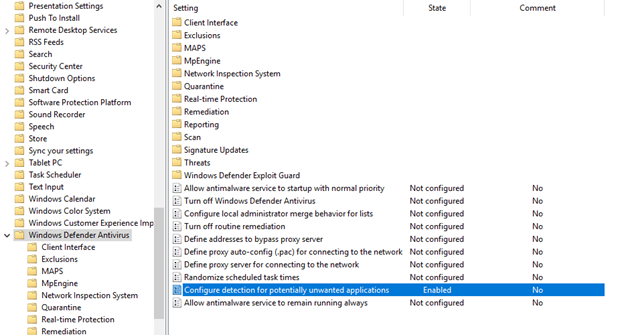 Presentation Settings
Push To Install
Remote Desktop Services
RSS Feeds
Search
Security Center
Shutdown Options
Smart Card
Software Protection Platform
Sound Recorder
Speech
Store
Sync your settings
Tablet PC
Task Scheduler
Text Input
Windows Calendar
Windows Color System
Windows Customer Experience Imp
Windows Defender Antivirus
Client Interface
Exclusions
MAPS
MpEngine
Network Inspection System
Quarantine
Real-time Protection
Remediation
Setting State Comment
Client Interface
Exclusions
MAPS
MpEngine
Network Inspection System
Quarantine
Real-time Protection
Remediation
Reporting
Scan
Signature Updates
Threats
Windows Defender Exploit Guard
Allow antimalware service to startup with normal priority Not configured No
Turn off Windows Defender Antivirus Not configured No
Configure local administrator merge behavior for lists Not configured No
Turn off routine remediation Not configured No
Define addresses to bypass proxy server Not configured No
Define proxy auto-config (.pac) for connecting to the network Not configured No
Define proxy server for connecting to the network Not configured No
Randomize scheduled task times Not configured No
Configure detection for potentially unwanted applications Enabled No
Allow antimalware service to remain running always Not configured No